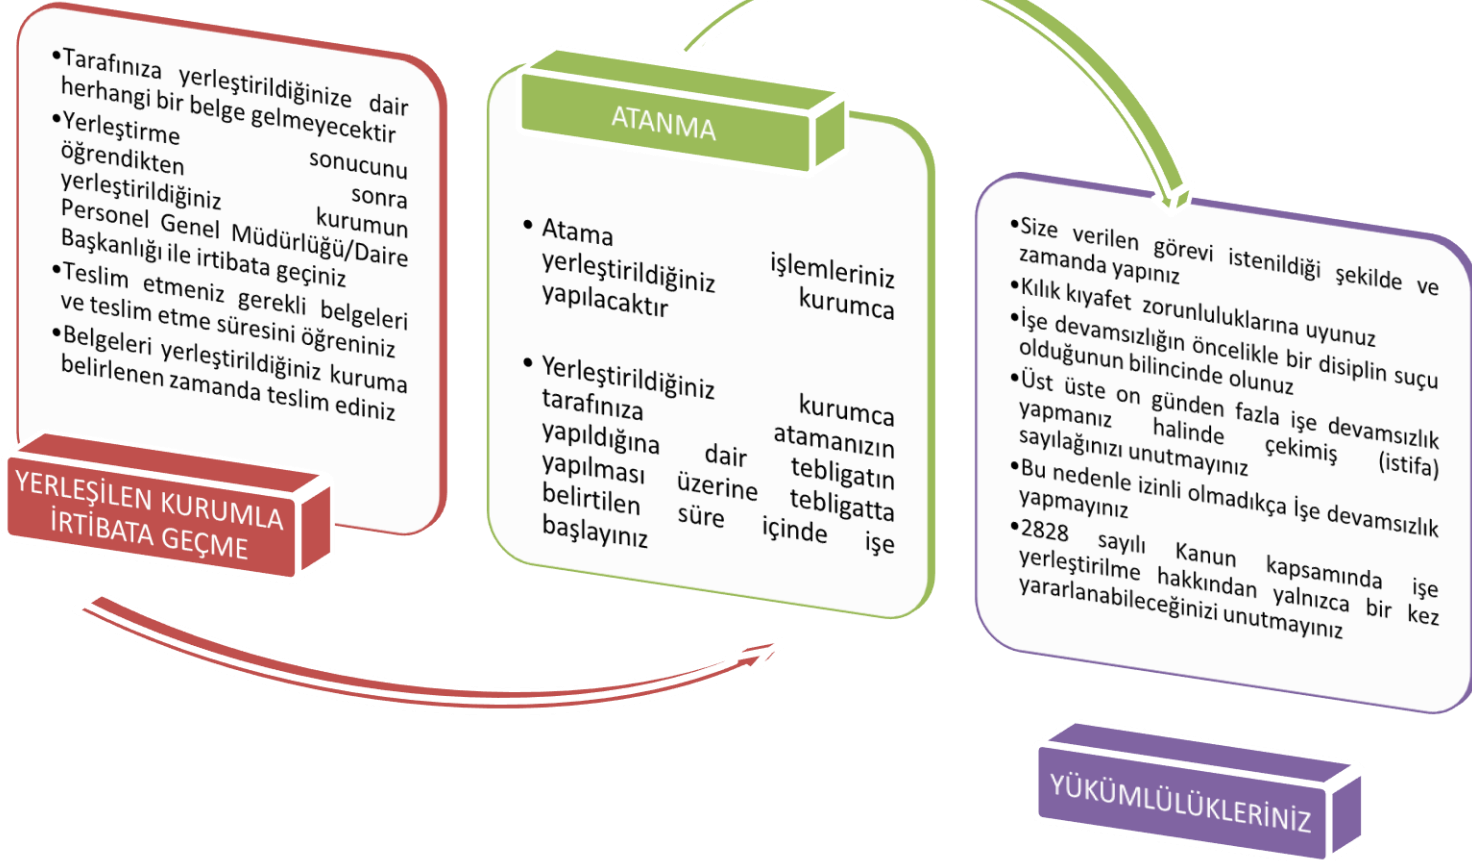 •Tarafınıza yerleştirildiğinize dair
herhangi bir belge gelmeyecektir
•Yerleştirme sonucunu
öğrendikten sonra
yerleştirildiğiniz kurumun
Personel Genel Müdürlüğü/Daire
Başkanlığı ile irtibata geçiniz
•Teslim etmeniz gerekli belgeleri
ve teslim etme süresini öğreniniz
•Belgeleri yerleştirildiğiniz kuruma
belirlenen zamanda teslim ediniz
YERLEŞİLEN KURUMLA
İRTİBATA GEÇME
ATANMA
• Atama işlemleriniz
yerleştirildiğiniz kurumca
yapılacaktır
• Yerleştirildiğiniz kurumca
tarafınıza atamanızın
yapıldığına dair tebligatın
yapılması üzerine tebligatta
belirtilen süre içinde işe
başlayınız
•Size verilen görevi istenildiği şekilde ve
zamanda yapınız
•Kılık kıyafet zorunluluklarına uyunuz
•İşe devamsızlığın öncelikle bir disiplin suçu
olduğunun bilincinde olunuz
•Üst üste on günden fazla işe devamsızlık
yapmanız halinde çekimiş (istifa)
sayılağınızı unutmayınız
•Bu nedenle izinli olmadıkça İşe devamsızlık
yapmayınız
•2828 sayılı Kanun kapsamında işe
yerleştirilme hakkından yalnızca bir kez
yararlanabileceğinizi unutmayınız
YÜKÜMLÜLÜKLERİNİZ